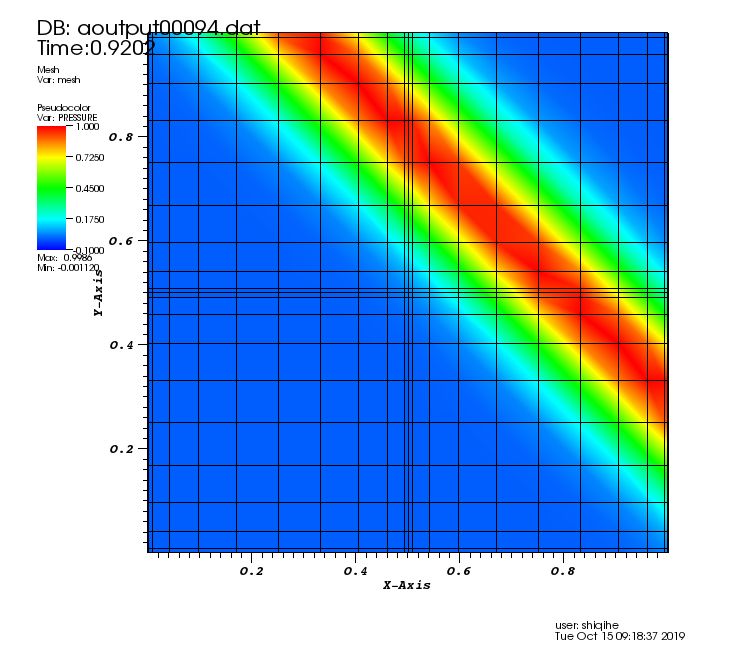 DB: aoutput00094.dat
Time:0.9202
Mesh
Var: mesh
Pseudocolor
Var: PRESSURE
1.000
0.7250
0.4500
0.1750
-0.1000
Max: 0.9986
Min: -0.001120
Y-Axis
0.8
0.6
0.4
0.2
0.2 0.4 0.6 0.8
X-Axis
user: shiqihe
Tue Oct 15 09:18:37 2019